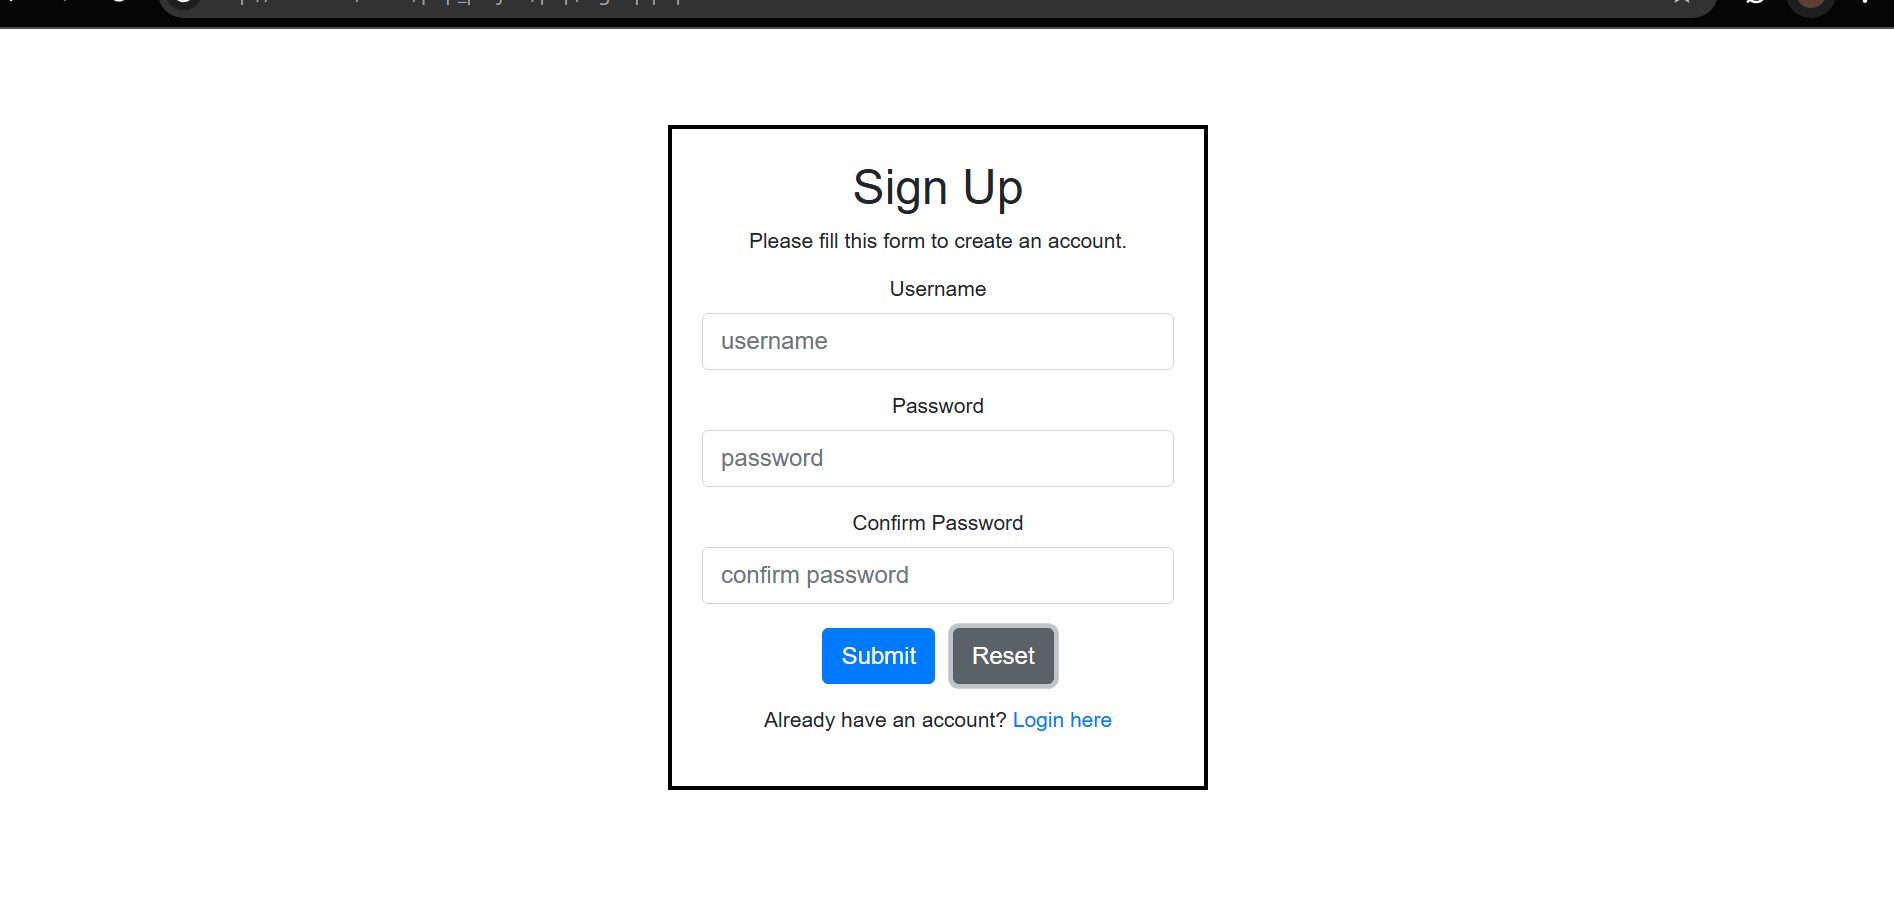 Sign Up
Please fill this form to create an account.
Username
username
Password
password
Confirm Password
confirm password
Submit Reset
Already have an account? Login here